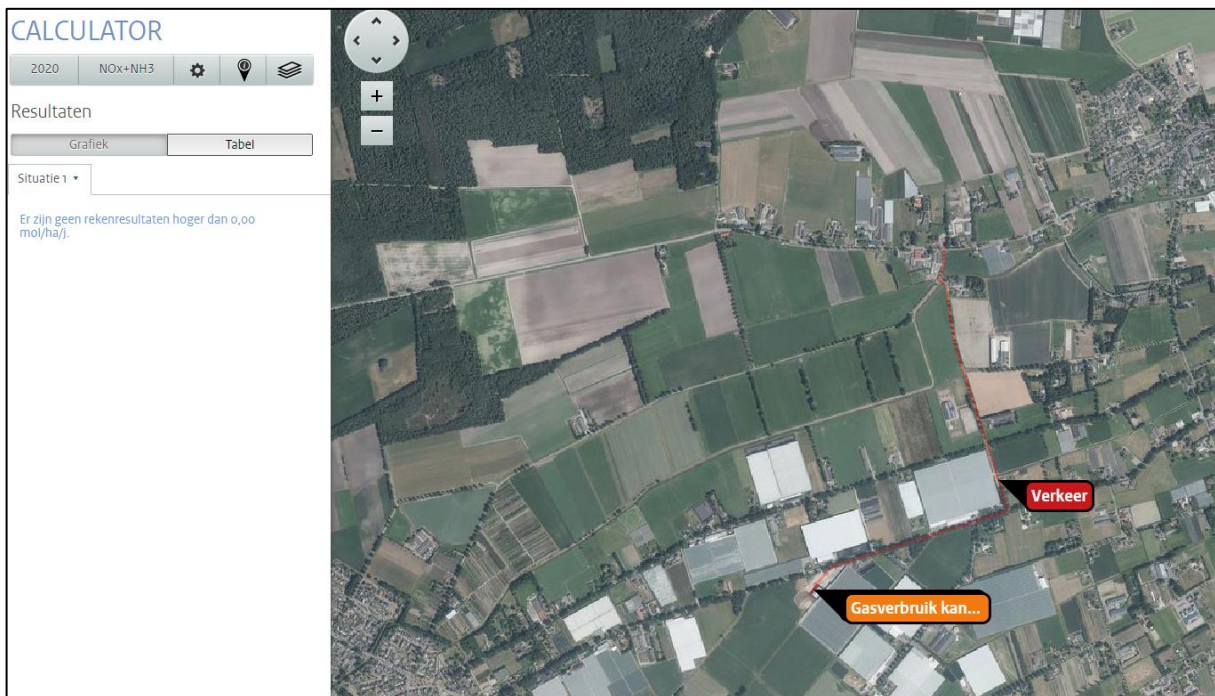 CALCULATOR
2020 NOx+NH3
Resultaten
Grafiek Tabel
Situatie 1
Er zijn geen rekenresultaten hoger dan 0,00
mol/ha/j.
+
−
Verkeer
Gasverbruik kan...